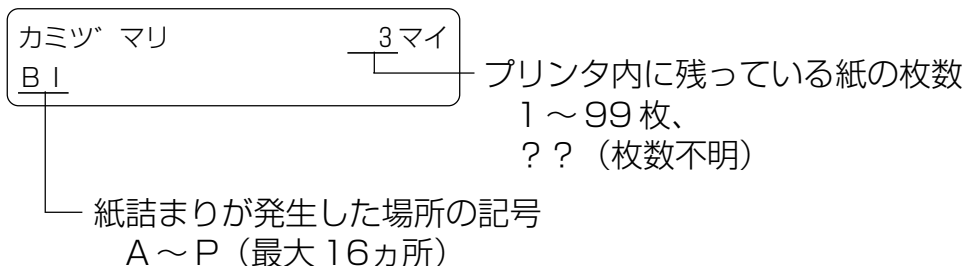 カミヅマリ 3マイ
BI
プリンタ内に残っている紙の枚数
1～99枚、
??（枚数不明）
紙詰まりが発生した場所の記号
A～P（最大16ヵ所）